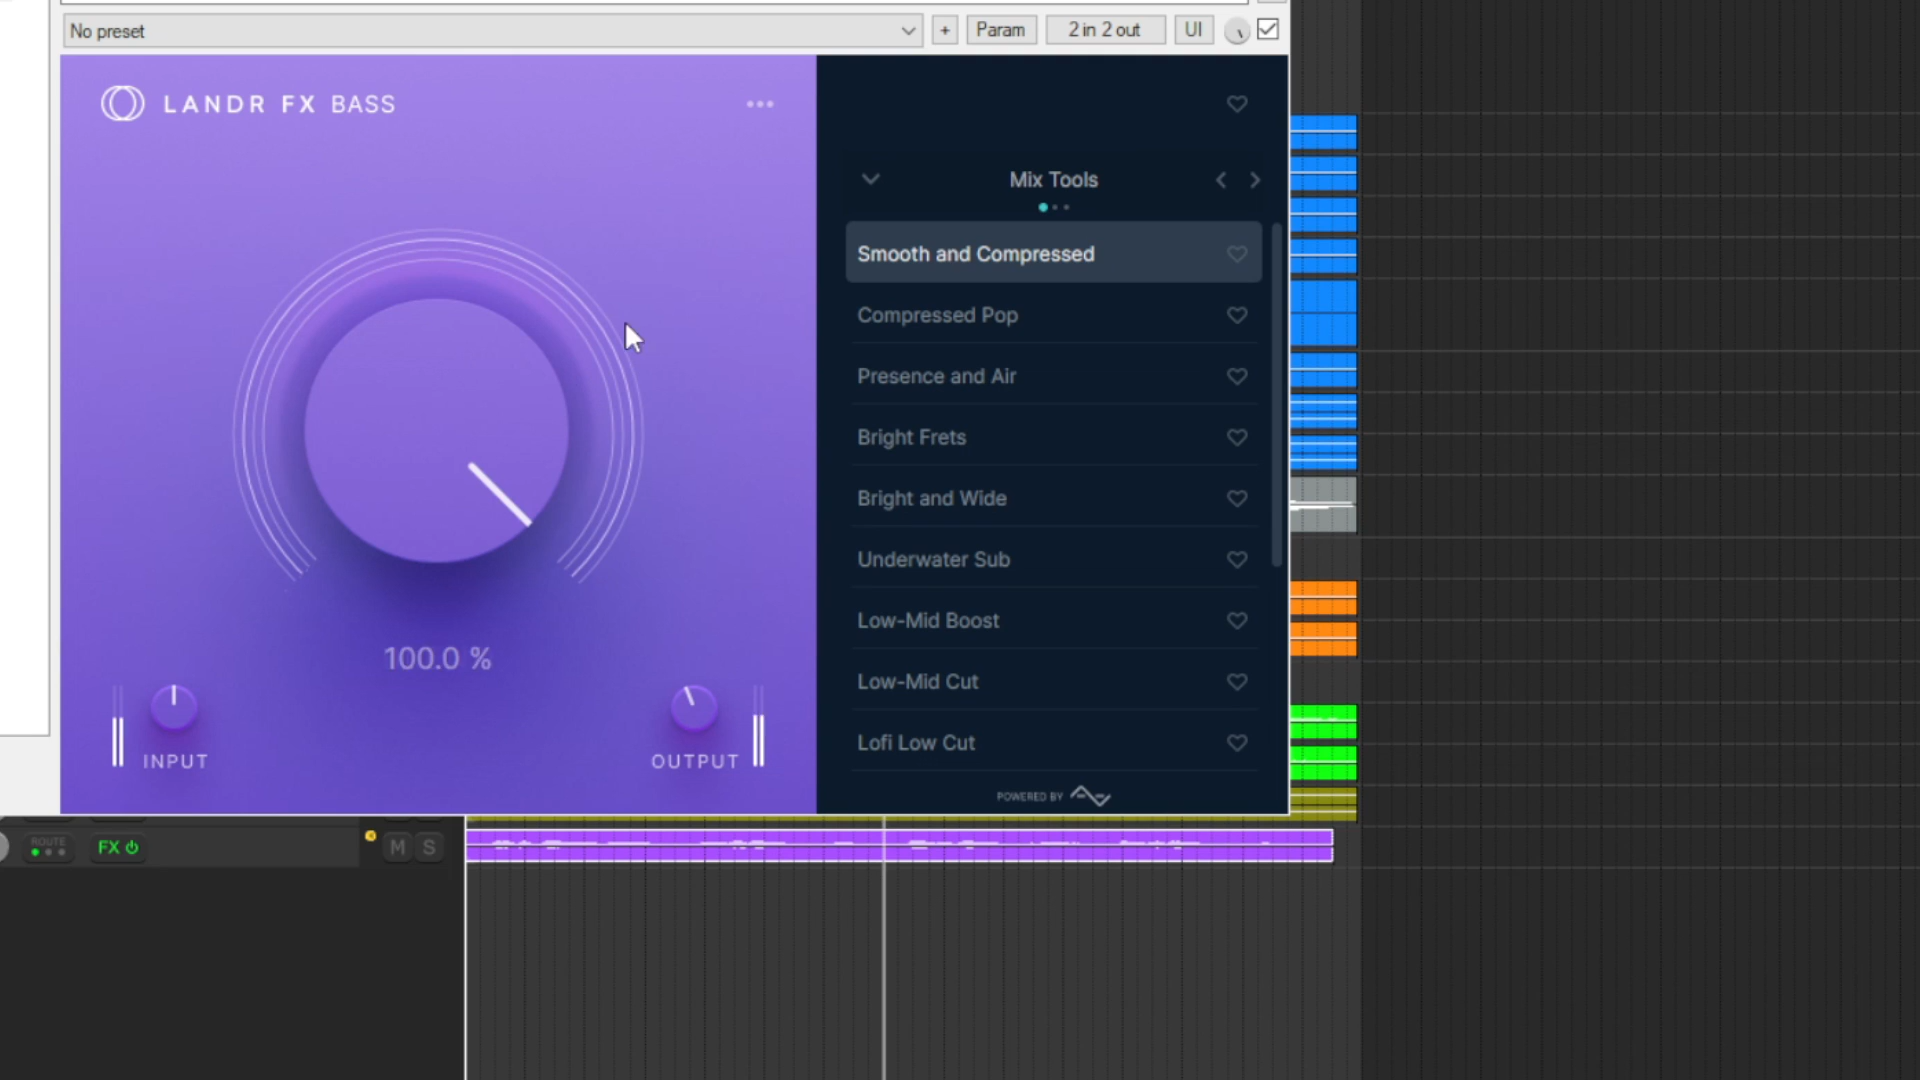 No preset
+
Param
2 in 2 out
UI
LANDR FX BASS
Mix Tools
Smooth and Compressed
Compressed Pop
Presence and Air
Bright Frets
Bright and Wide
Underwater Sub
Low-Mid Boost
Low-Mid Cut
Lofi Low Cut
100.0 %
INPUT
OUTPUT
POWERED BY
ROUTE
FX
M
S